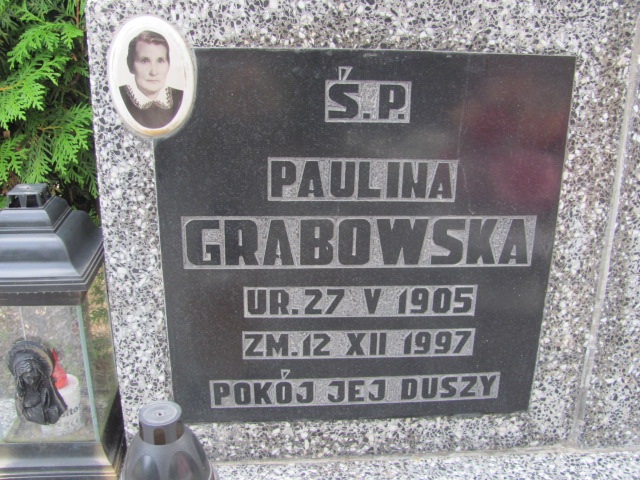 Ś.P.
PAULINA
GRABOWSKA
UR. 27 V 1905
ZM. 12 XII 1997
POKÓJ JEJ DUSZY